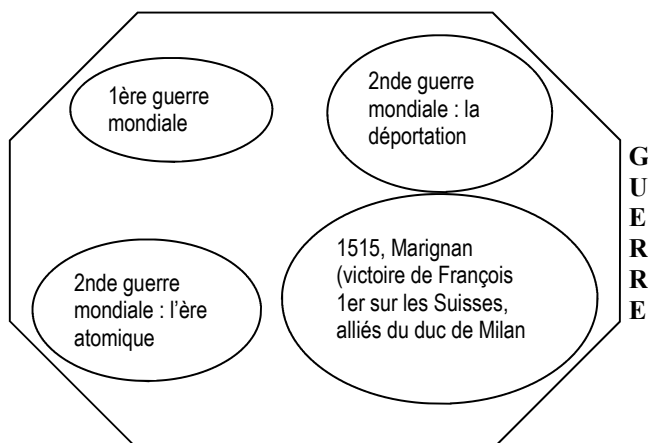 1ère guerre
mondiale
2nde guerre
mondiale : la
déportation
2nde guerre
mondiale : l'ère
atomique
1515, Marignan
(victoire de François
1er sur les Suisses,
alliés du duc de Milan
G
U
E
R
R
E